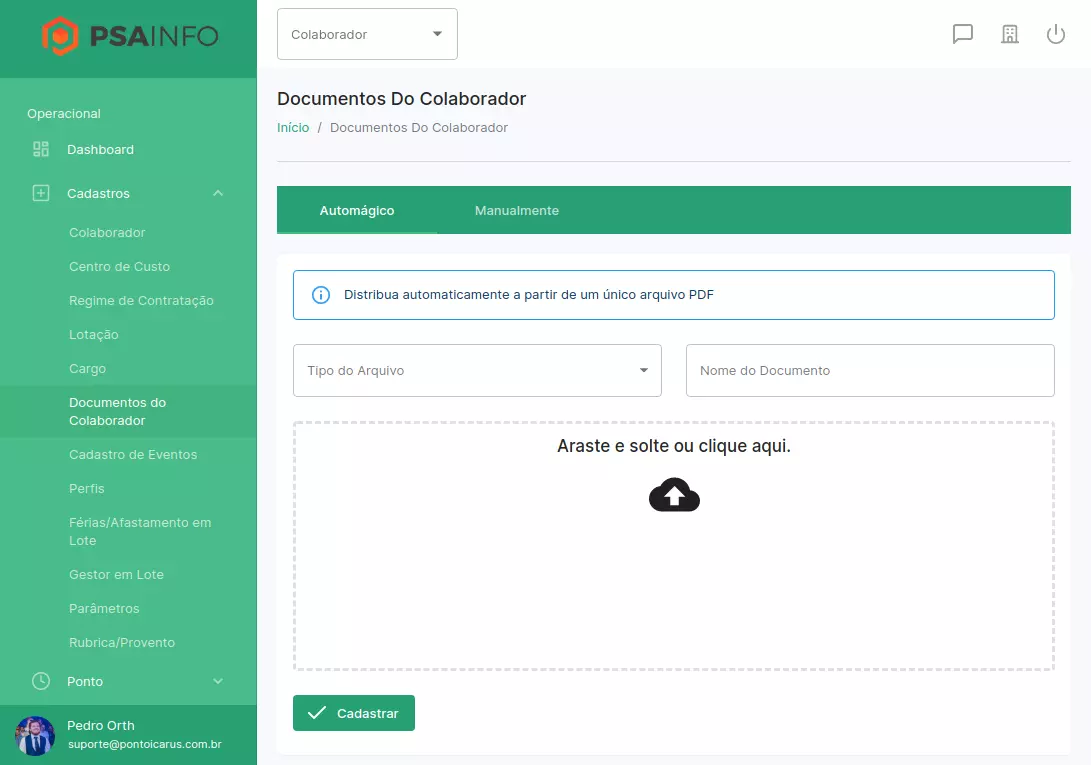 PSAINFO
Colaborador
Operacional
Dashboard
Cadastros
Colaborador
Centro de Custo
Regime de Contratação
Lotação
Cargo
Documentos do
Colaborador
Cadastro de Eventos
Perfis
Férias/Afastamento em
Lote
Gestor em Lote
Parâmetros
Rubrica/Provento
Ponto
Pedro Orth
suporte@pontoicarus.com.br
Documentos Do Colaborador
Início / Documentos Do Colaborador
Automágico Manualmente
Distribua automaticamente a partir de um único arquivo PDF
Tipo do Arquivo Nome do Documento
Araste e solte ou clique aqui.
Cadastrar